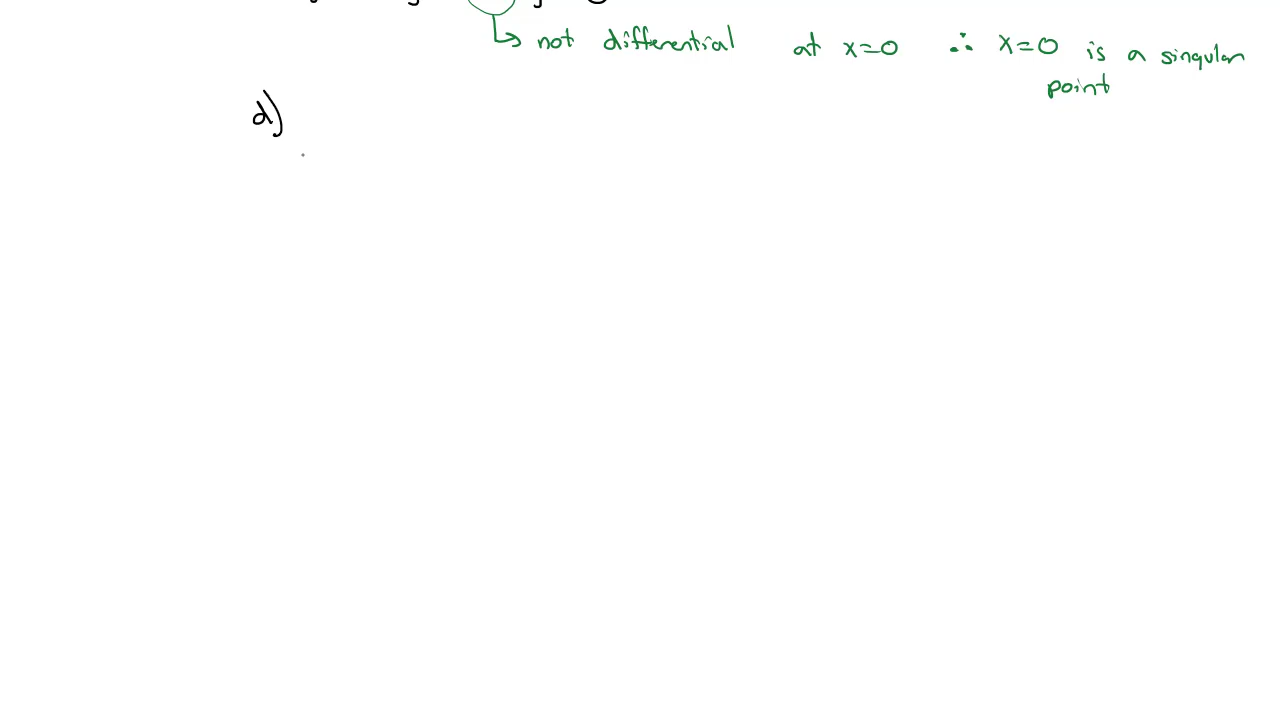 not differential at x=0 ∴ x=0 is a singular
point
d)